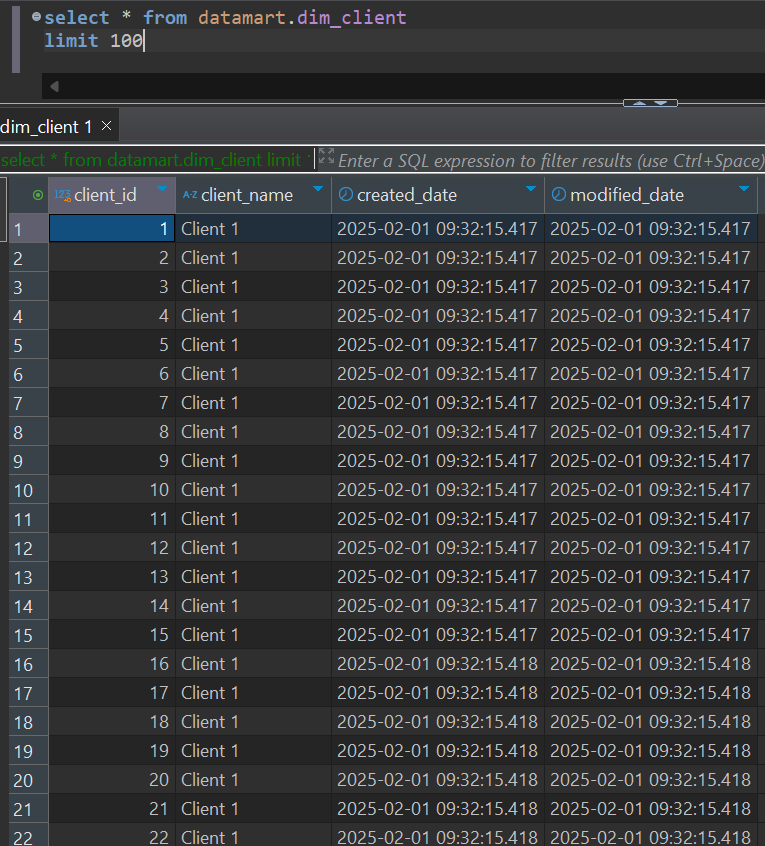 select * from datamart.dim_client
limit 100
dim_client 1
select * from datamart.dim_client limit
Enter a SQL expression to filter results (use Ctrl+Space)
123 client_id A-Z client_name created_date modified_date
1 1 Client 1 2025-02-01 09:32:15.417 2025-02-01 09:32:15.417
2 2 Client 1 2025-02-01 09:32:15.417 2025-02-01 09:32:15.417
3 3 Client 1 2025-02-01 09:32:15.417 2025-02-01 09:32:15.417
4 4 Client 1 2025-02-01 09:32:15.417 2025-02-01 09:32:15.417
5 5 Client 1 2025-02-01 09:32:15.417 2025-02-01 09:32:15.417
6 6 Client 1 2025-02-01 09:32:15.417 2025-02-01 09:32:15.417
7 7 Client 1 2025-02-01 09:32:15.417 2025-02-01 09:32:15.417
8 8 Client 1 2025-02-01 09:32:15.417 2025-02-01 09:32:15.417
9 9 Client 1 2025-02-01 09:32:15.417 2025-02-01 09:32:15.417
10 10 Client 1 2025-02-01 09:32:15.417 2025-02-01 09:32:15.417
11 11 Client 1 2025-02-01 09:32:15.417 2025-02-01 09:32:15.417
12 12 Client 1 2025-02-01 09:32:15.417 2025-02-01 09:32:15.417
13 13 Client 1 2025-02-01 09:32:15.417 2025-02-01 09:32:15.417
14 14 Client 1 2025-02-01 09:32:15.417 2025-02-01 09:32:15.417
15 15 Client 1 2025-02-01 09:32:15.417 2025-02-01 09:32:15.417
16 16 Client 1 2025-02-01 09:32:15.418 2025-02-01 09:32:15.418
17 17 Client 1 2025-02-01 09:32:15.418 2025-02-01 09:32:15.418
18 18 Client 1 2025-02-01 09:32:15.418 2025-02-01 09:32:15.418
19 19 Client 1 2025-02-01 09:32:15.418 2025-02-01 09:32:15.418
20 20 Client 1 2025-02-01 09:32:15.418 2025-02-01 09:32:15.418
21 21 Client 1 2025-02-01 09:32:15.418 2025-02-01 09:32:15.418
22 22 Client 1 2025-02-01 09:32:15.418 2025-02-01 09:32:15.418